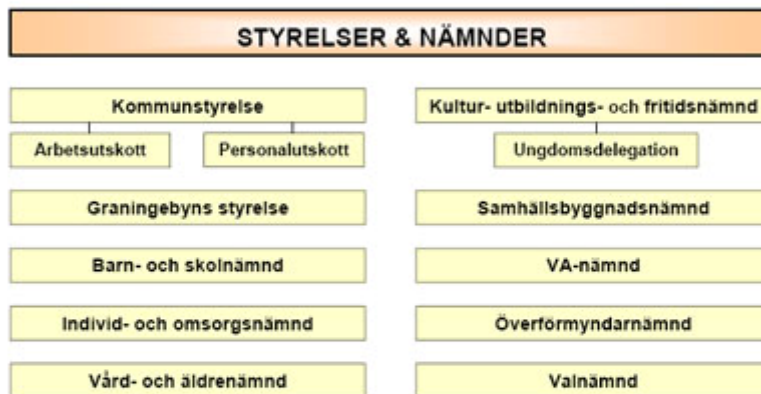 STYRELSER & NÄMNDER
Kommunstyrelse
Arbetsutskott
Personalutskott
Graningebyns styrelse
Barn- och skolnämnd
Individ- och omsorgsnämnd
Vård- och äldrenämnd
Kultur- utbildnings- och fritidsnämnd
Ungdomsdelegation
Samhällsbyggnadsnämnd
VA-nämnd
Överförmyndarnämnd
Valnämnd